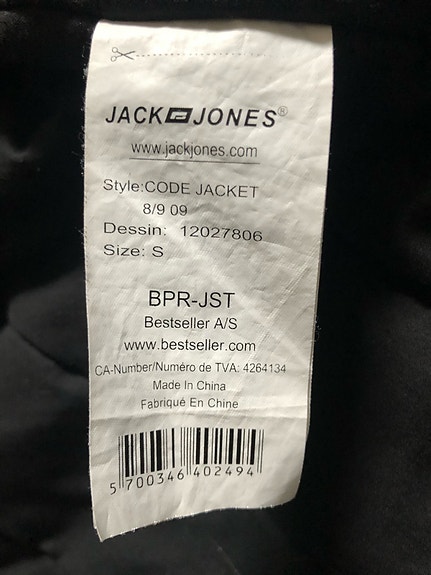 JACK JONES®
www.jackjones.com
Style:CODE JACKET
8/9 09
Dessin: 12027806
Size: S
BPR-JST
Bestseller A/S
www.bestseller.com
CA-Number/Numéro de TVA: 4264134
Made In China
Fabriqué En Chine
5 700346 402494